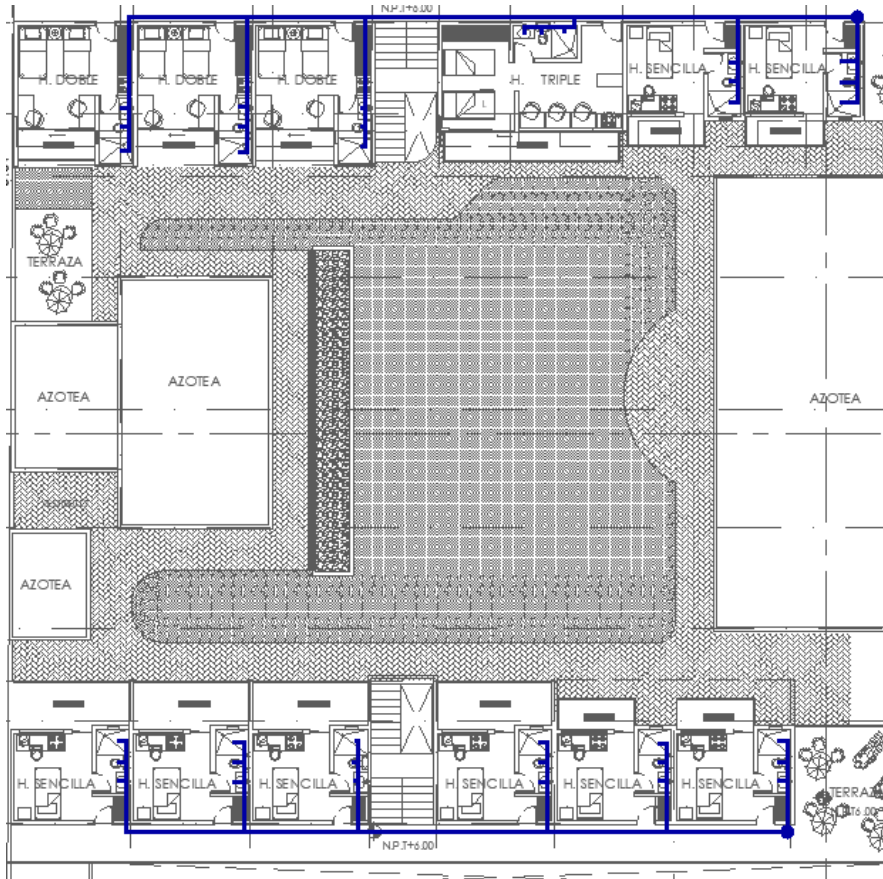 N.P.T+6.00
H. DOBLE
H. DOBLE
H. DOBLE
H. TRIPLE
H. SENCILLA
H. SENCILLA
TERRAZA
AZOTEA
AZOTEA
AZOTEA
AZOTEA
H. SENCILLA
H. SENCILLA
H. SENCILLA
H. SENCILLA
H. SENCILLA
H. SENCILLA
TERRAZA
N.P.T+6.00